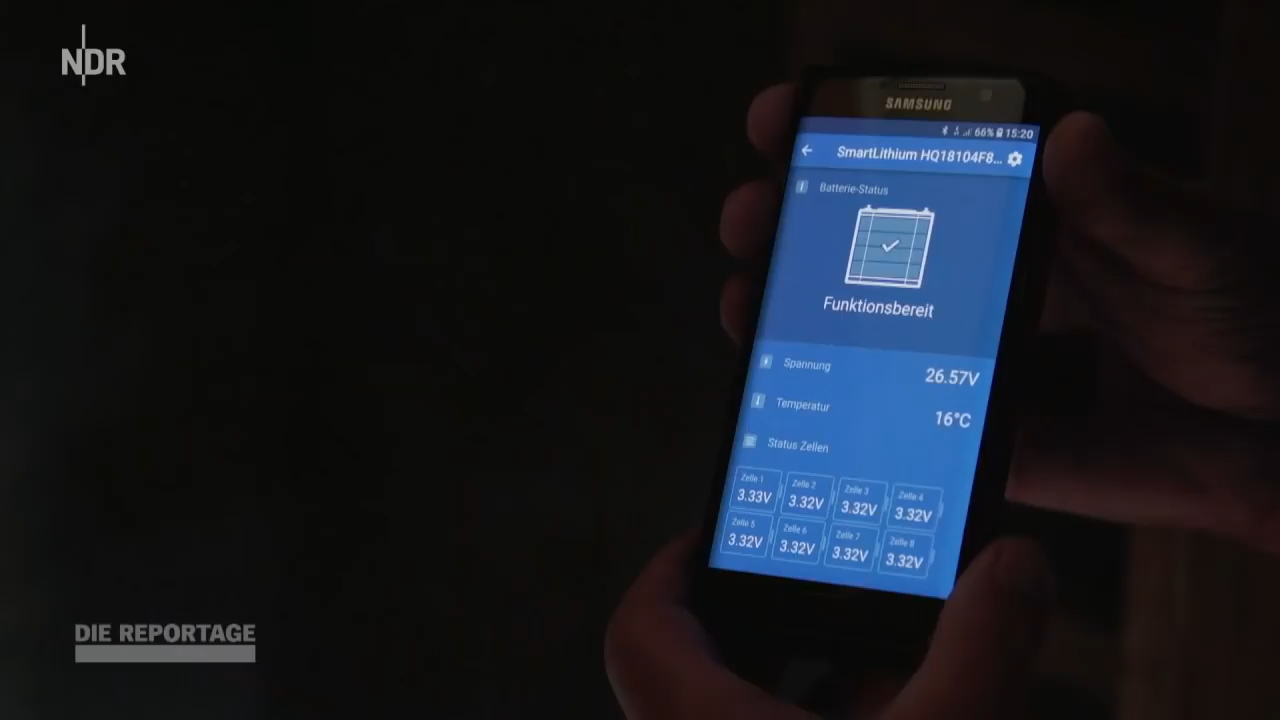 NDR
SAMSUNG
66% 15:20
SmartLithium HQ18104F8...
Batterie-Status
Funktionsbereit
Spannung 26.57V
Temperatur 16°C
Status Zellen
Zelle 1 Zelle 2 Zelle 3 Zelle 4
3.33V 3.32V 3.32V 3.32V
Zelle 5 Zelle 6 Zelle 7 Zelle 8
3.32V 3.32V 3.32V 3.32V
DIE REPORTAGE